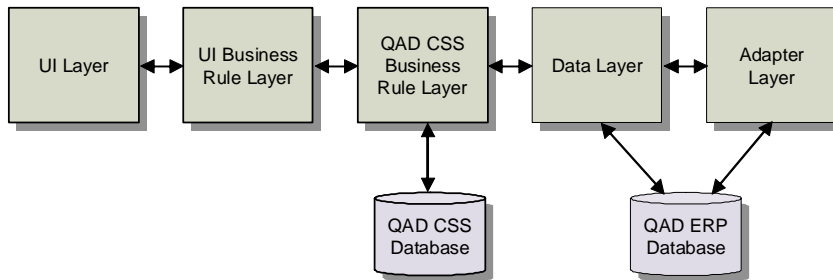 UI Layer
UI Business
Rule Layer
QAD CSS
Business
Rule Layer
Data Layer
Adapter
Layer
QAD CSS
Database
QAD ERP
Database